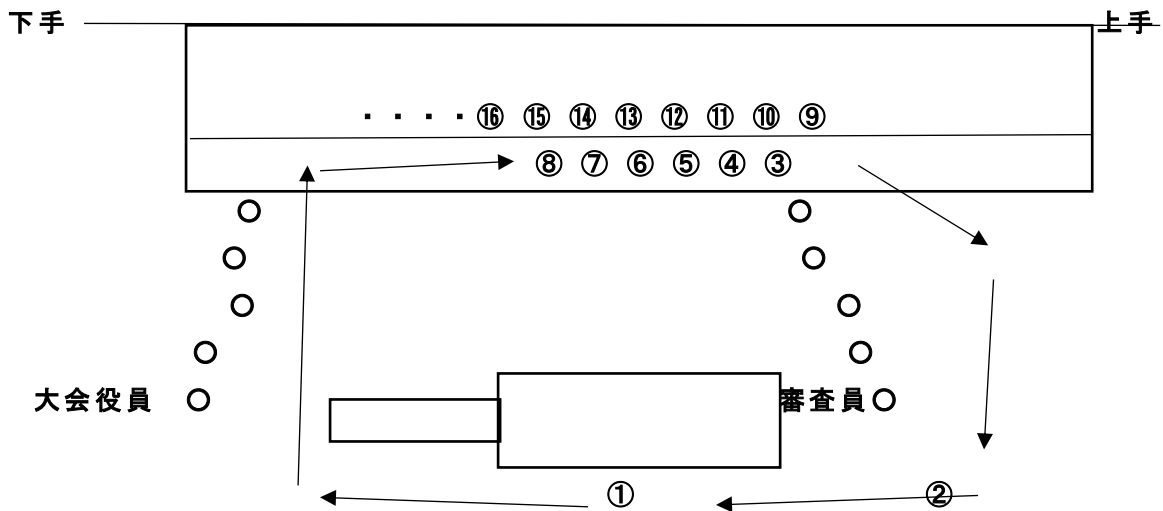 下手 上手
・・・・⑯ ⑮ ⑭ ⑬ ⑫ ⑪ ⑩ ⑨
⑧ ⑦ ⑥ ⑤ ④ ③
大会役員 ○ 審査員 ○
① ②